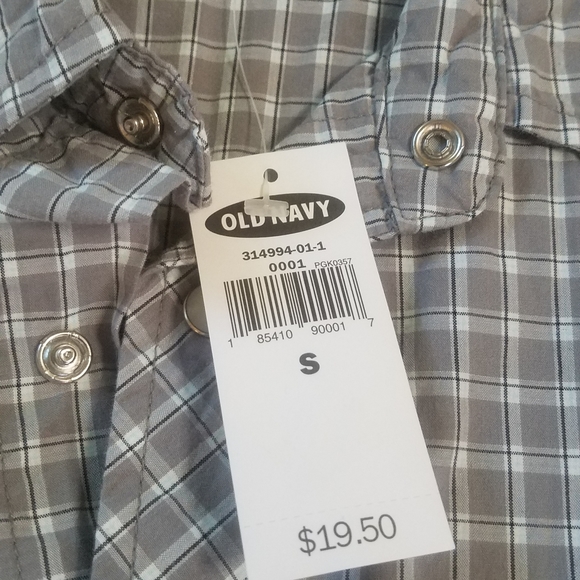 OLD NAVY
314994-01-1
0001 PGK0357
1 85410 90001 7
S
$19.50